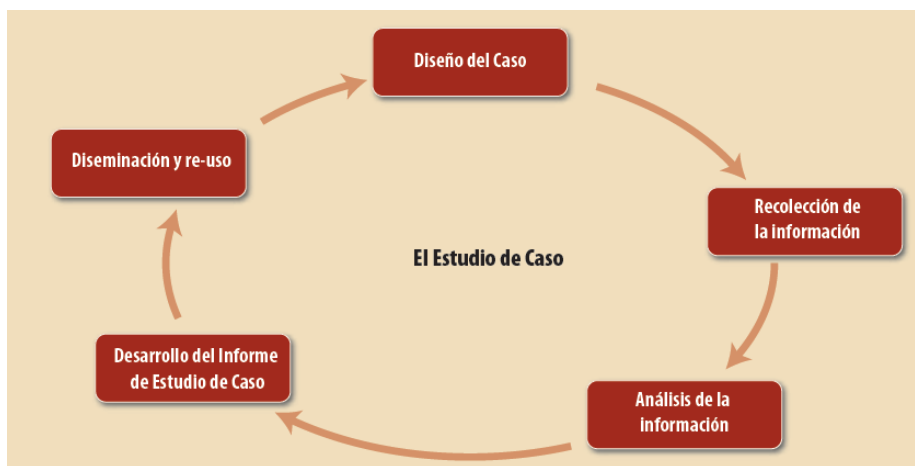 Diseño del Caso
Diseminación y re-uso
Recolección de
la información
El Estudio de Caso
Desarrollo del Informe
de Estudio de Caso
Análisis de la
información